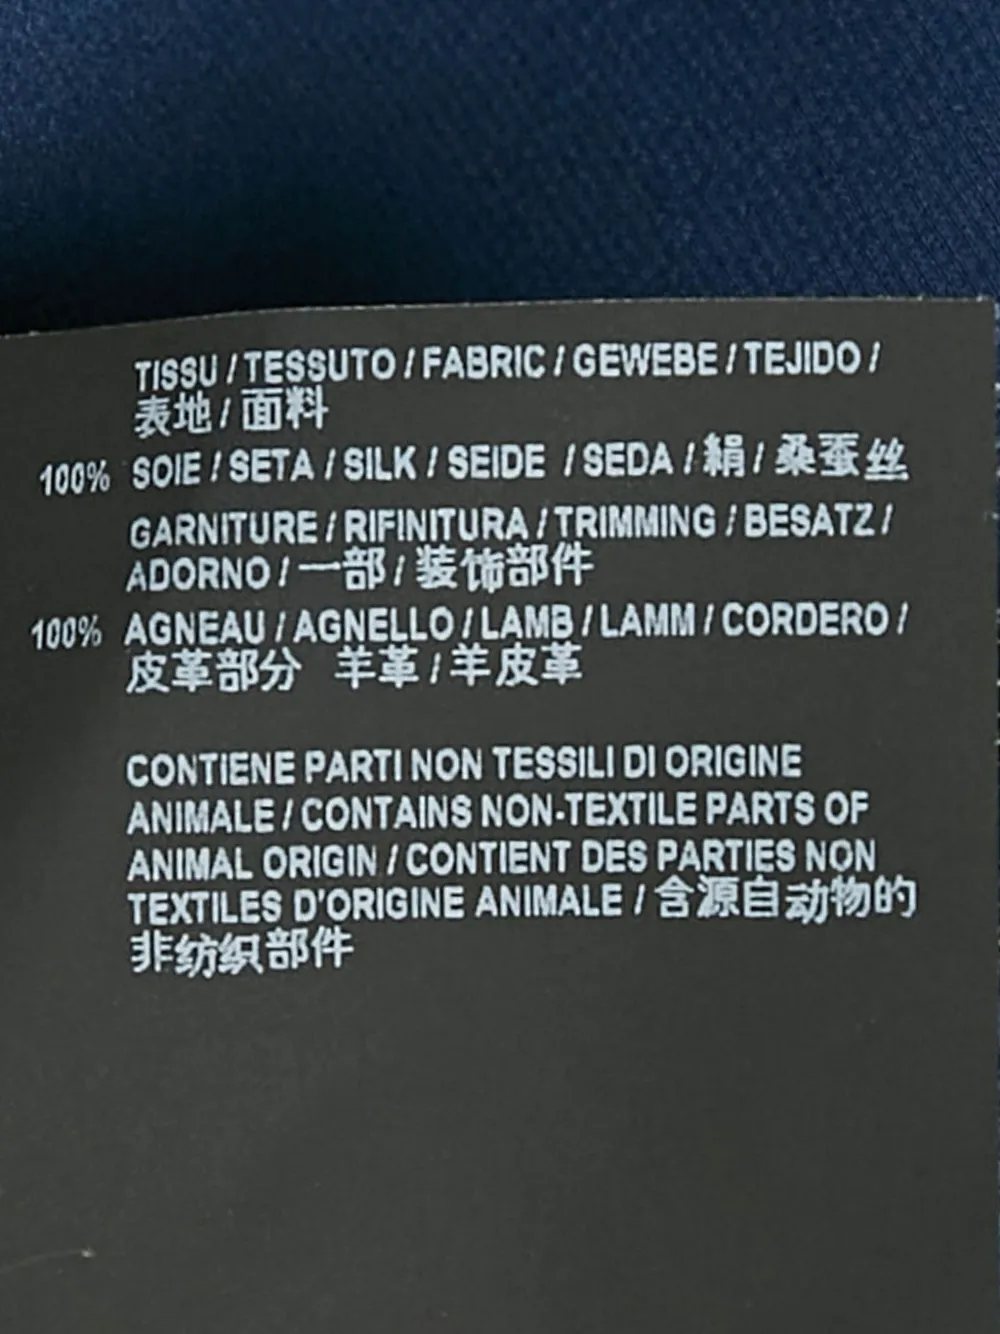 TISSU / TESSUTO / FABRIC / GEWEBE / TEJIDO /
表地 / 面料
100% SOIE / SETA / SILK / SEIDE / SEDA / 絹 / 桑蚕丝
GARNITURE / RIFINITURA / TRIMMING / BESATZ /
ADORNO / 一部 / 装饰部件
100% AGNEAU / AGNELLO / LAMB / LAMM / CORDERO /
皮革部分 羊革 / 羊皮革
CONTIENE PARTI NON TESSILI DI ORIGINE
ANIMALE / CONTAINS NON-TEXTILE PARTS OF
ANIMAL ORIGIN / CONTIENT DES PARTIES NON
TEXTILES D'ORIGINE ANIMALE / 含源自动物的
非纺织部件